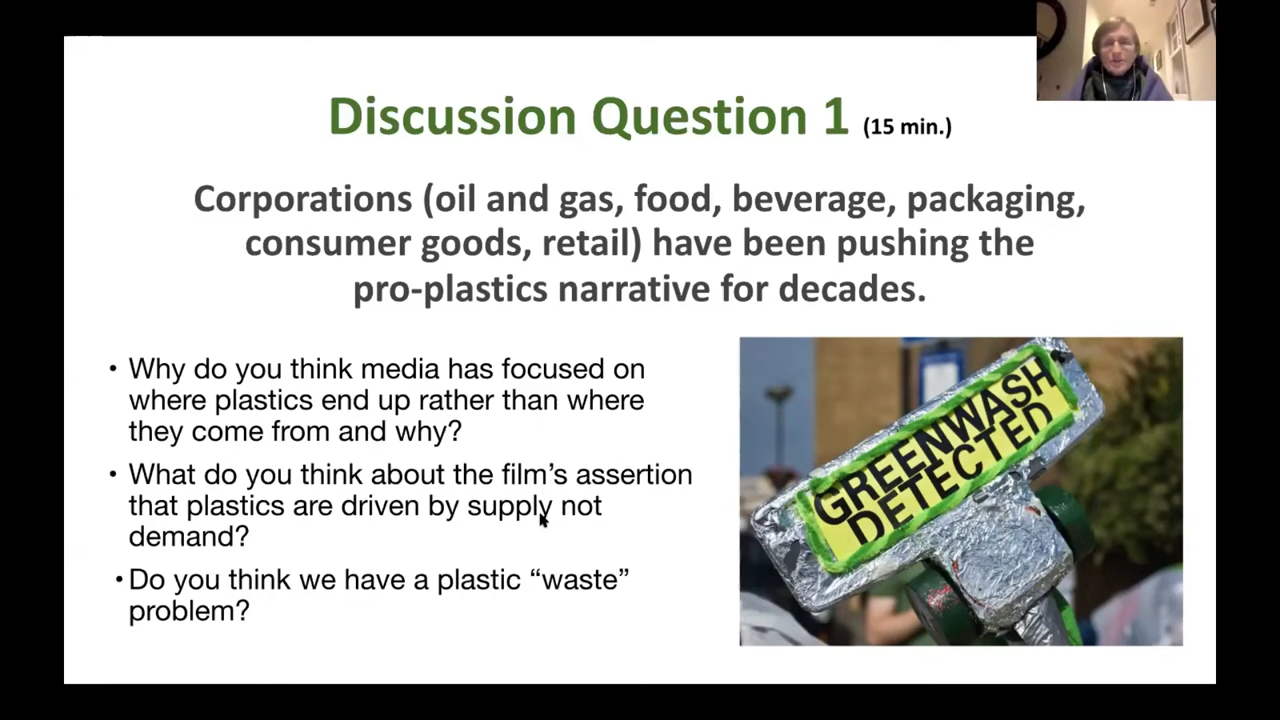 Discussion Question 1 (15 min.)
Corporations (oil and gas, food, beverage, packaging,
consumer goods, retail) have been pushing the
pro-plastics narrative for decades.
• Why do you think media has focused on
where plastics end up rather than where
they come from and why?
• What do you think about the film’s assertion
that plastics are driven by supply not
demand?
• Do you think we have a plastic “waste”
problem?
GREENWASH
DETECTED